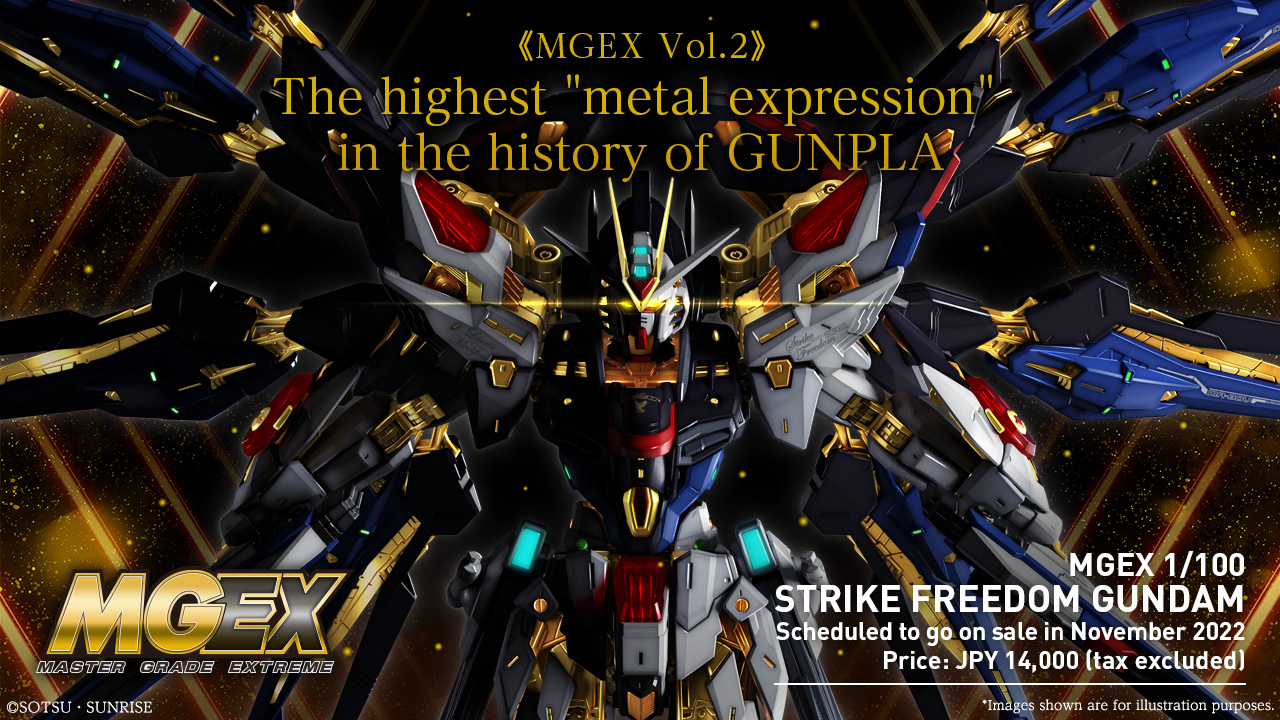 《MGEX Vol.2》
The highest "metal expression"
in the history of GUNPLA
Strike
Freedom
MGEX
MASTER GRADE EXTREME
MGEX 1/100
STRIKE FREEDOM GUNDAM
Scheduled to go on sale in November 2022
Price: JPY 14,000 (tax excluded)
©SOTSU・SUNRISE
*Images shown are for illustration purposes.